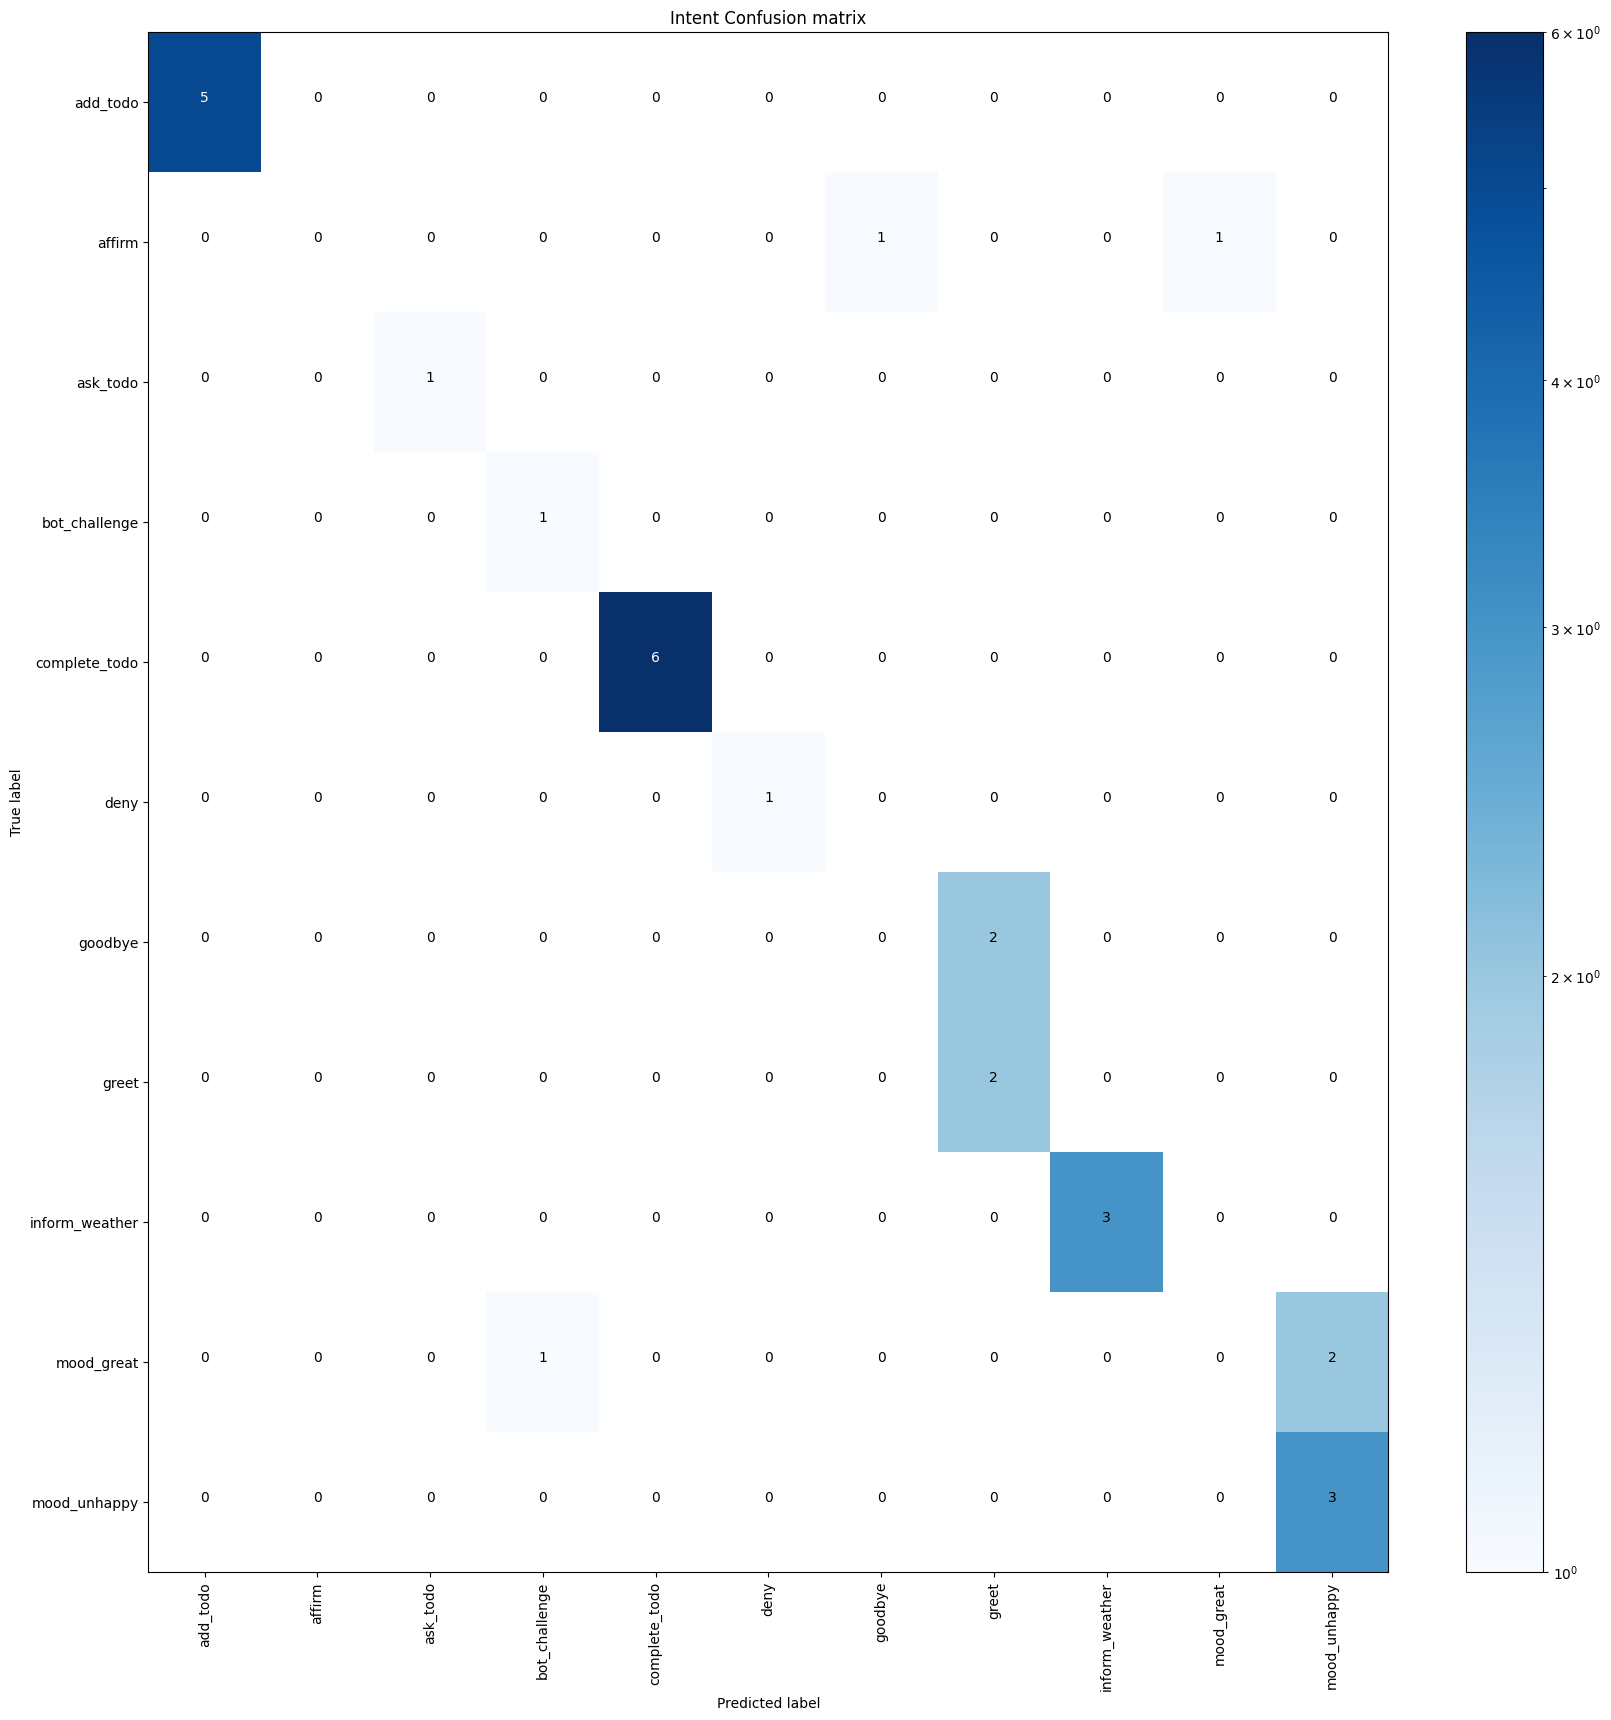 Intent Confusion matrix
add_todo 5 0 0 0 0 0 0 0 0 0 0
affirm 0 0 0 0 0 0 1 0 0 1 0
ask_todo 0 0 1 0 0 0 0 0 0 0 0
bot_challenge 0 0 0 1 0 0 0 0 0 0 0
complete_todo 0 0 0 0 6 0 0 0 0 0 0
deny 0 0 0 0 0 1 0 0 0 0 0
goodbye 0 0 0 0 0 0 0 2 0 0 0
greet 0 0 0 0 0 0 0 2 0 0 0
inform_weather 0 0 0 0 0 0 0 0 3 0 0
mood_great 0 0 0 1 0 0 0 0 0 0 2
mood_unhappy 0 0 0 0 0 0 0 0 0 0 3
True label
add_todo
affirm
ask_todo
bot_challenge
complete_todo
deny
goodbye
greet
inform_weather
mood_great
mood_unhappy
Predicted label
6 × 10⁰
4 × 10⁰
3 × 10⁰
2 × 10⁰
10⁰